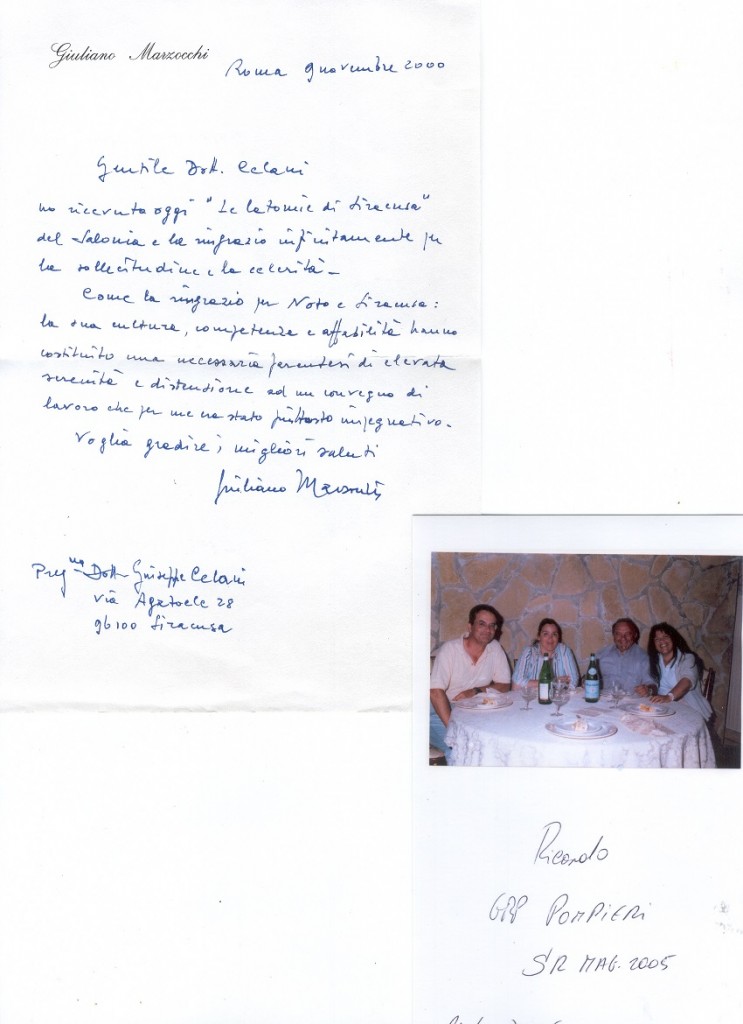 Giuliano Marzocchi
Roma 9 novembre 2000
Gentile Dott. Celani
ho ricevuto oggi "Le latomie di Siracusa"
del Salonia e la ringrazio infinitamente per
la sollecitudine e la celerità –
Come la ringrazio per Noto e Siracusa:
la sua cultura, competenza e affabilità hanno
costituito una necessaria parentesi di elevata
serenità e distensione ad un convegno di
lavoro che per me era stato piuttosto impegnativo.
Voglia gradire i migliori saluti
Giuliano Marzocchi
Preg.mo Dott. Giuseppe Celani
via Agatocle 28
96100 Siracusa
Ricordo
POMPIERI
SR MAG. 2005